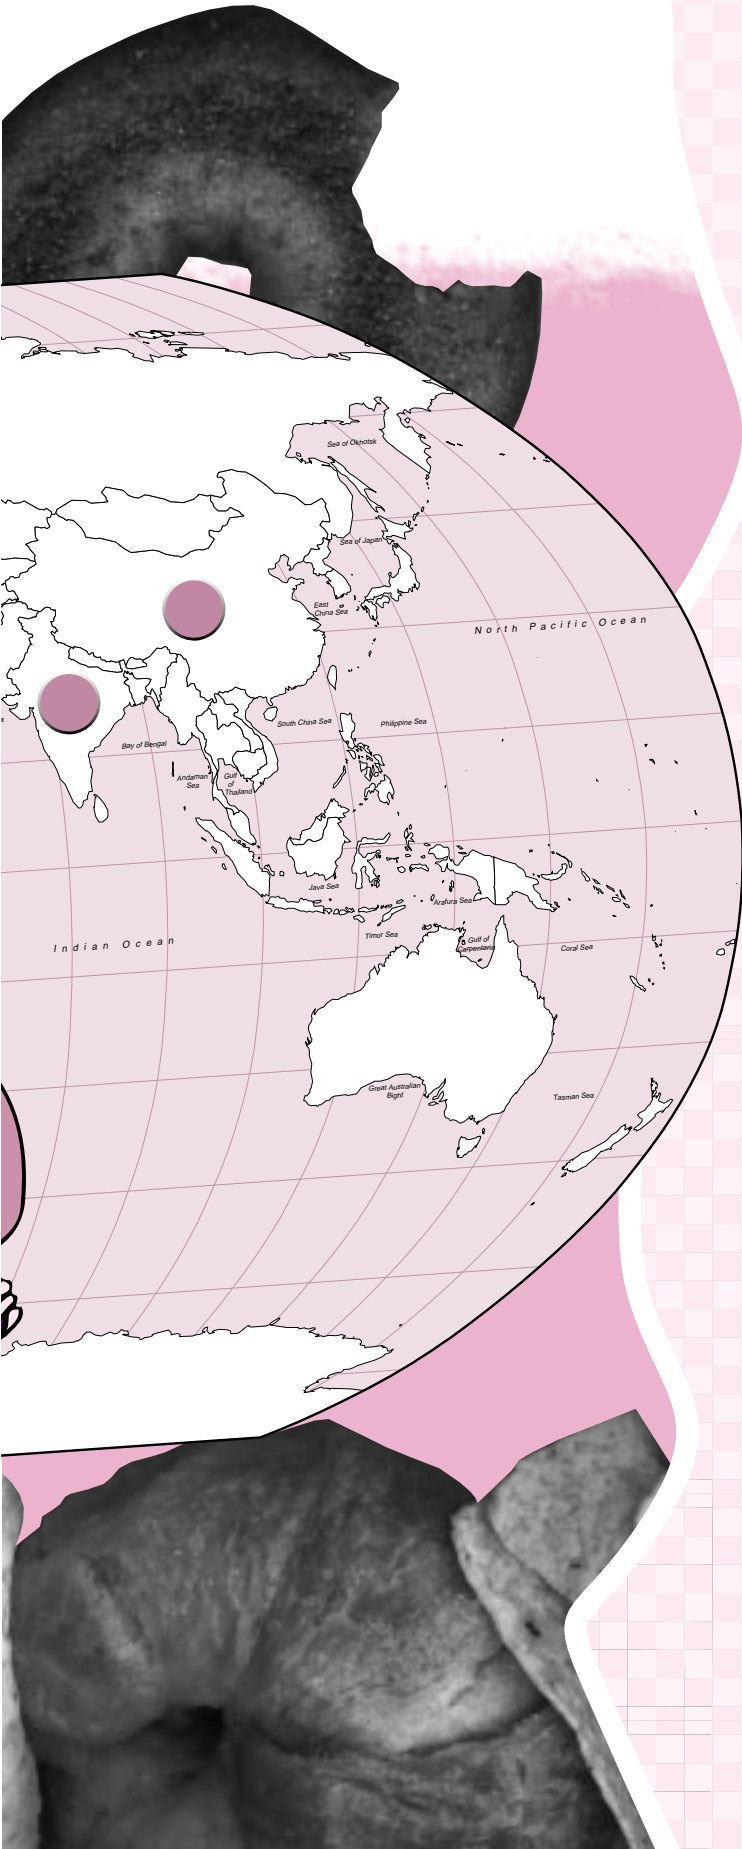 Sea of Okhotsk
Sea of Japan
East
China Sea
North Pacific Ocean
South China Sea
Philippine Sea
Bay of Bengal
Andaman
Sea
Gulf
of
Thailand
Java Sea
Arafura Sea
Timor Sea
Gulf of
Carpentaria
Coral Sea
Indian Ocean
Great Australian
Bight
Tasman Sea